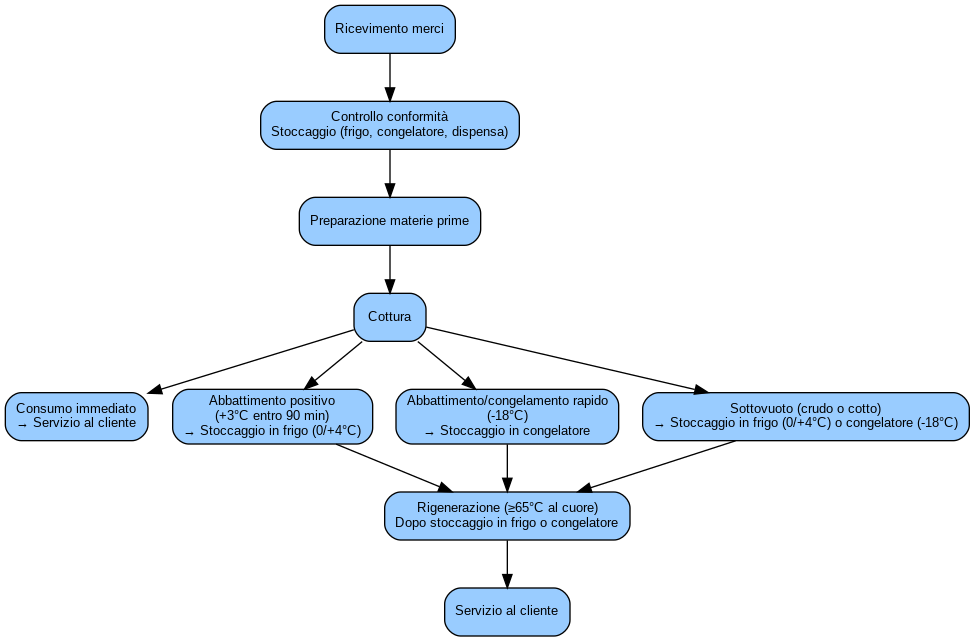 Ricevimento merci
Controllo conformità
Stoccaggio (frigo, congelatore, dispensa)
Preparazione materie prime
Cottura
Consumo immediato
→ Servizio al cliente
Abbattimento positivo
(+3°C entro 90 min)
→ Stoccaggio in frigo (0/+4°C)
Abbattimento/congelamento rapido
(-18°C)
→ Stoccaggio in congelatore
Sottovuoto (crudo o cotto)
→ Stoccaggio in frigo (0/+4°C) o congelatore (-18°C)
Rigenerazione (≥65°C al cuore)
Dopo stoccaggio in frigo o congelatore
Servizio al cliente